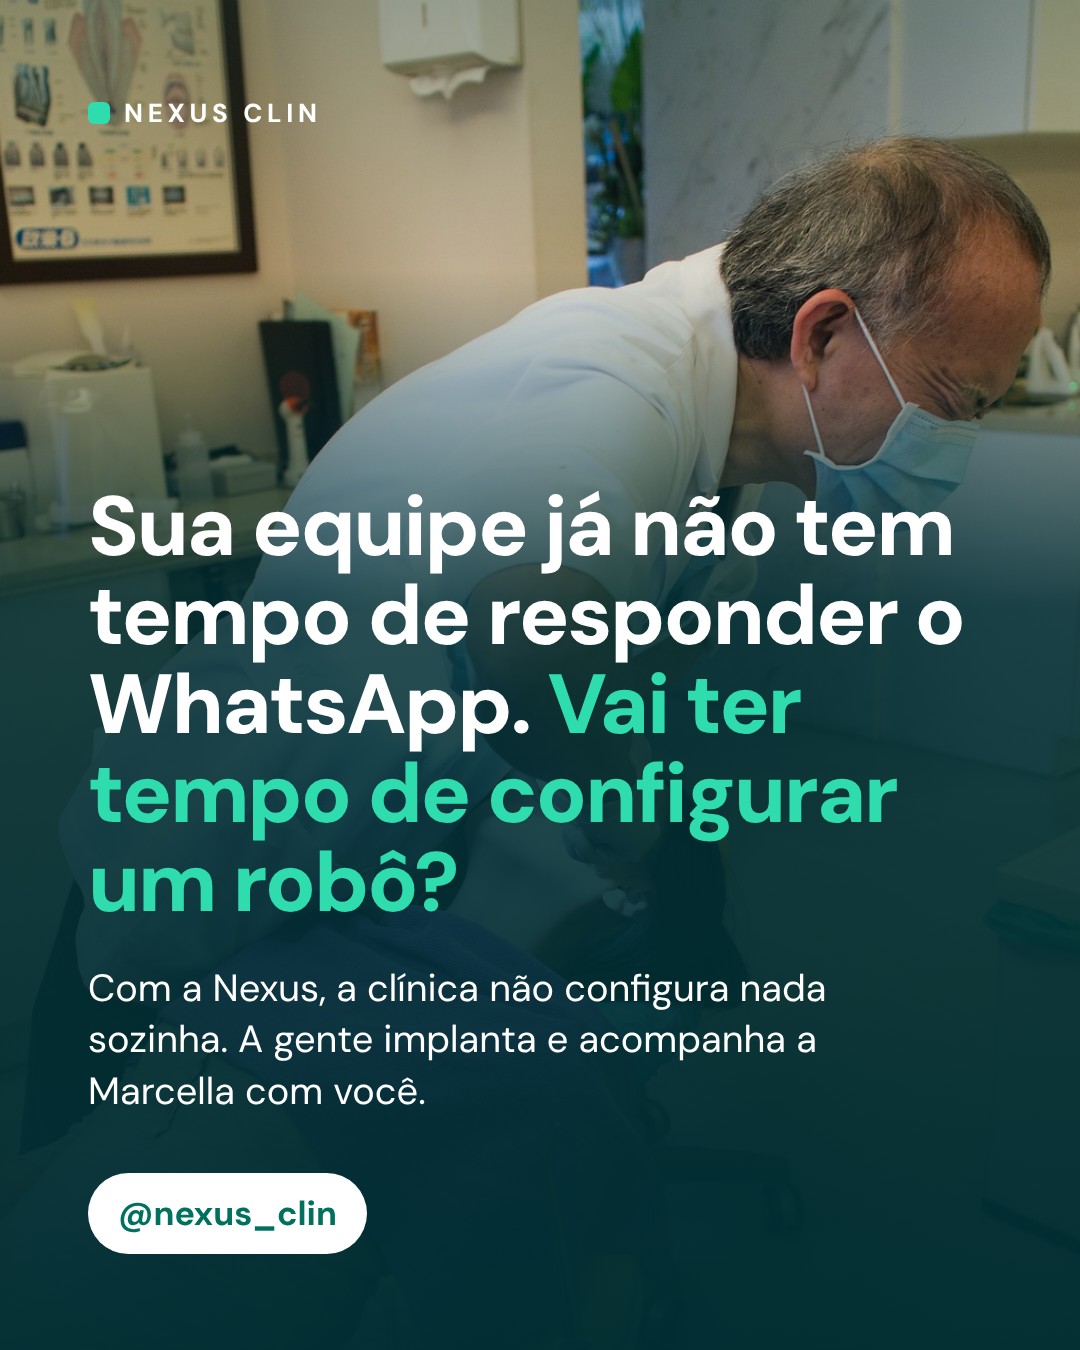 NEXUS CLIN
Sua equipe já não tem
tempo de responder o
WhatsApp. Vai ter
tempo de configurar
um robô?
Com a Nexus, a clínica não configura nada
sozinha. A gente implanta e acompanha a
Marcella com você.
@nexus_clin